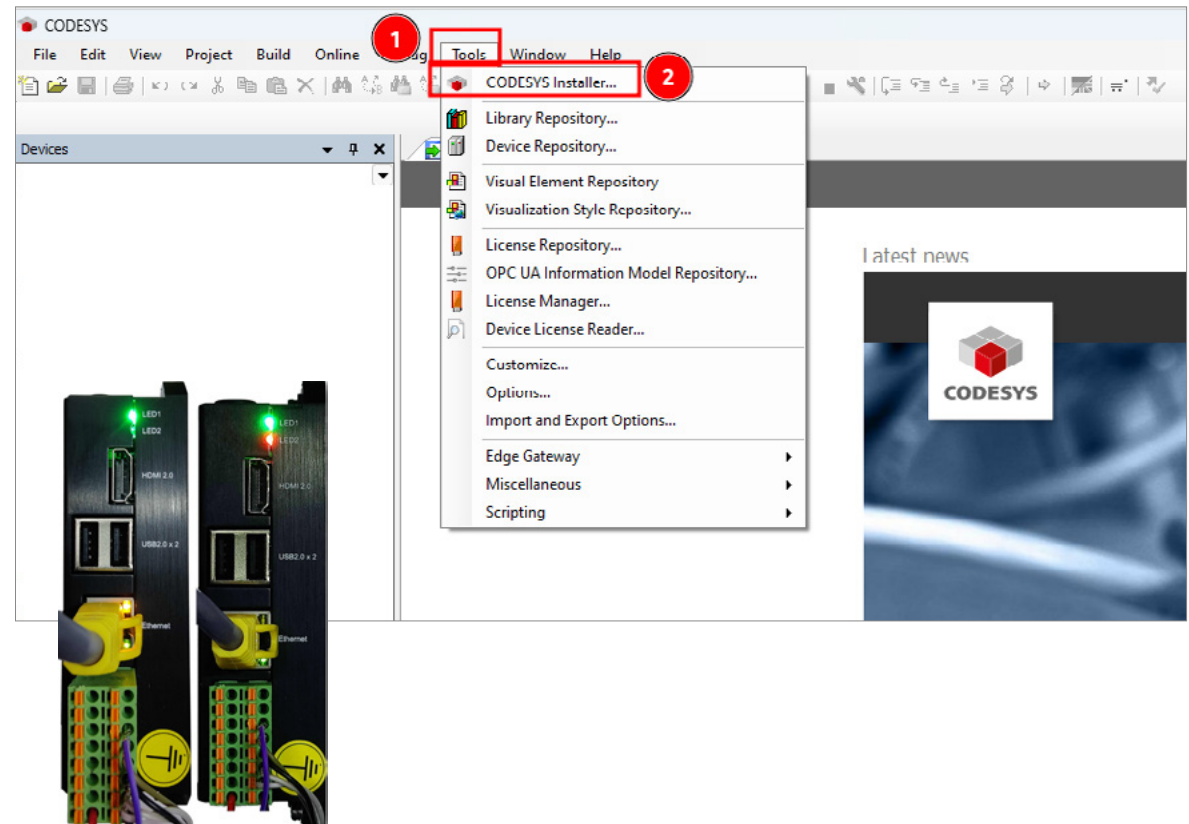 CODESYS
File Edit View Project Build Online Tools Window Help
1
CODESYS Installer...
2
Library Repository...
Devices
Device Repository...
Visual Element Repository
Visualization Style Repository...
License Repository...
Latest news
OPC UA Information Model Repository...
License Manager...
Device License Reader...
Customize...
CODESYS
Options...
Import and Export Options...
Edge Gateway
Miscellaneous
Scripting
LED1
LED2
HDMI 2.0
USB2.0 x 2
Ethernet
LED1
LED2
HDMI 2.0
USB2.0 x 2
Ethernet